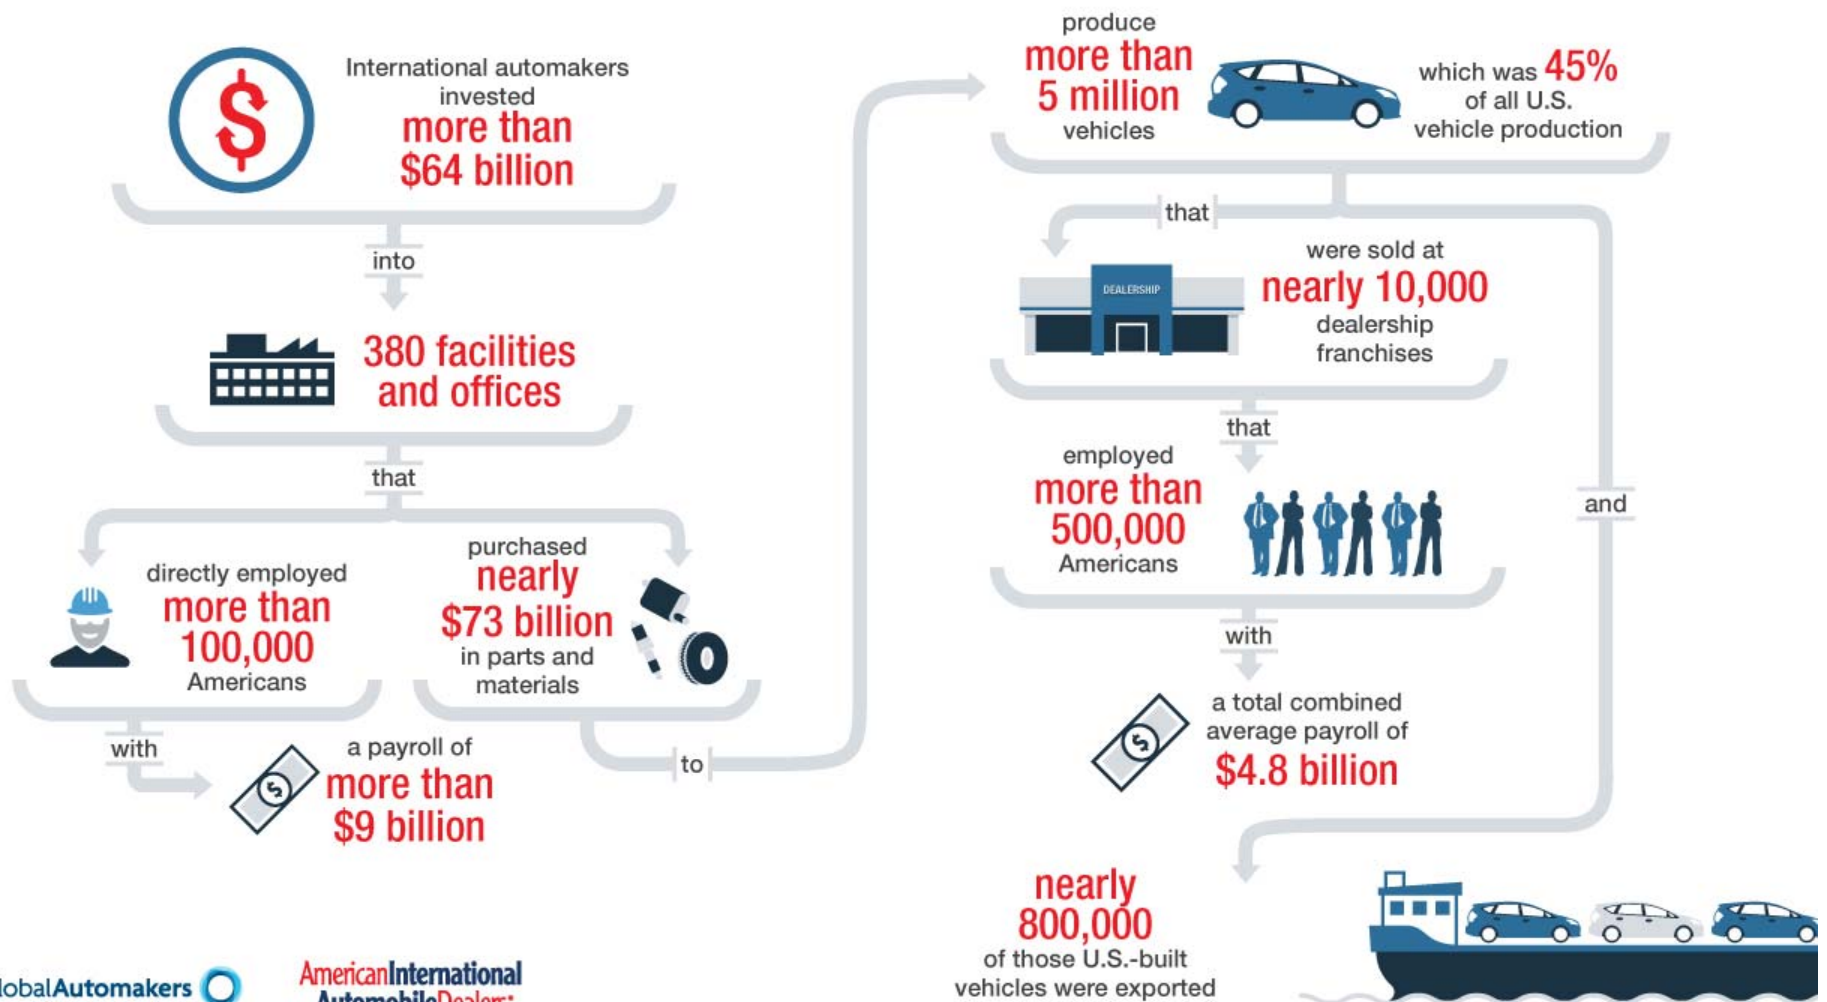 International automakers
invested
more than
$64 billion
into
380 facilities
and offices
that
directly employed
more than
100,000
Americans
with
a payroll of
more than
$9 billion
purchased
nearly
$73 billion
in parts and
materials
to
produce
more than
5 million
vehicles
which was 45%
of all U.S.
vehicle production
that
DEALERSHIP
were sold at
nearly 10,000
dealership
franchises
that
employed
more than
500,000
Americans
with
a total combined
average payroll of
$4.8 billion
and
nearly
800,000
of those U.S.-built
vehicles were exported
lobalAutomakers
AmericanInternational
AutomobileDealers